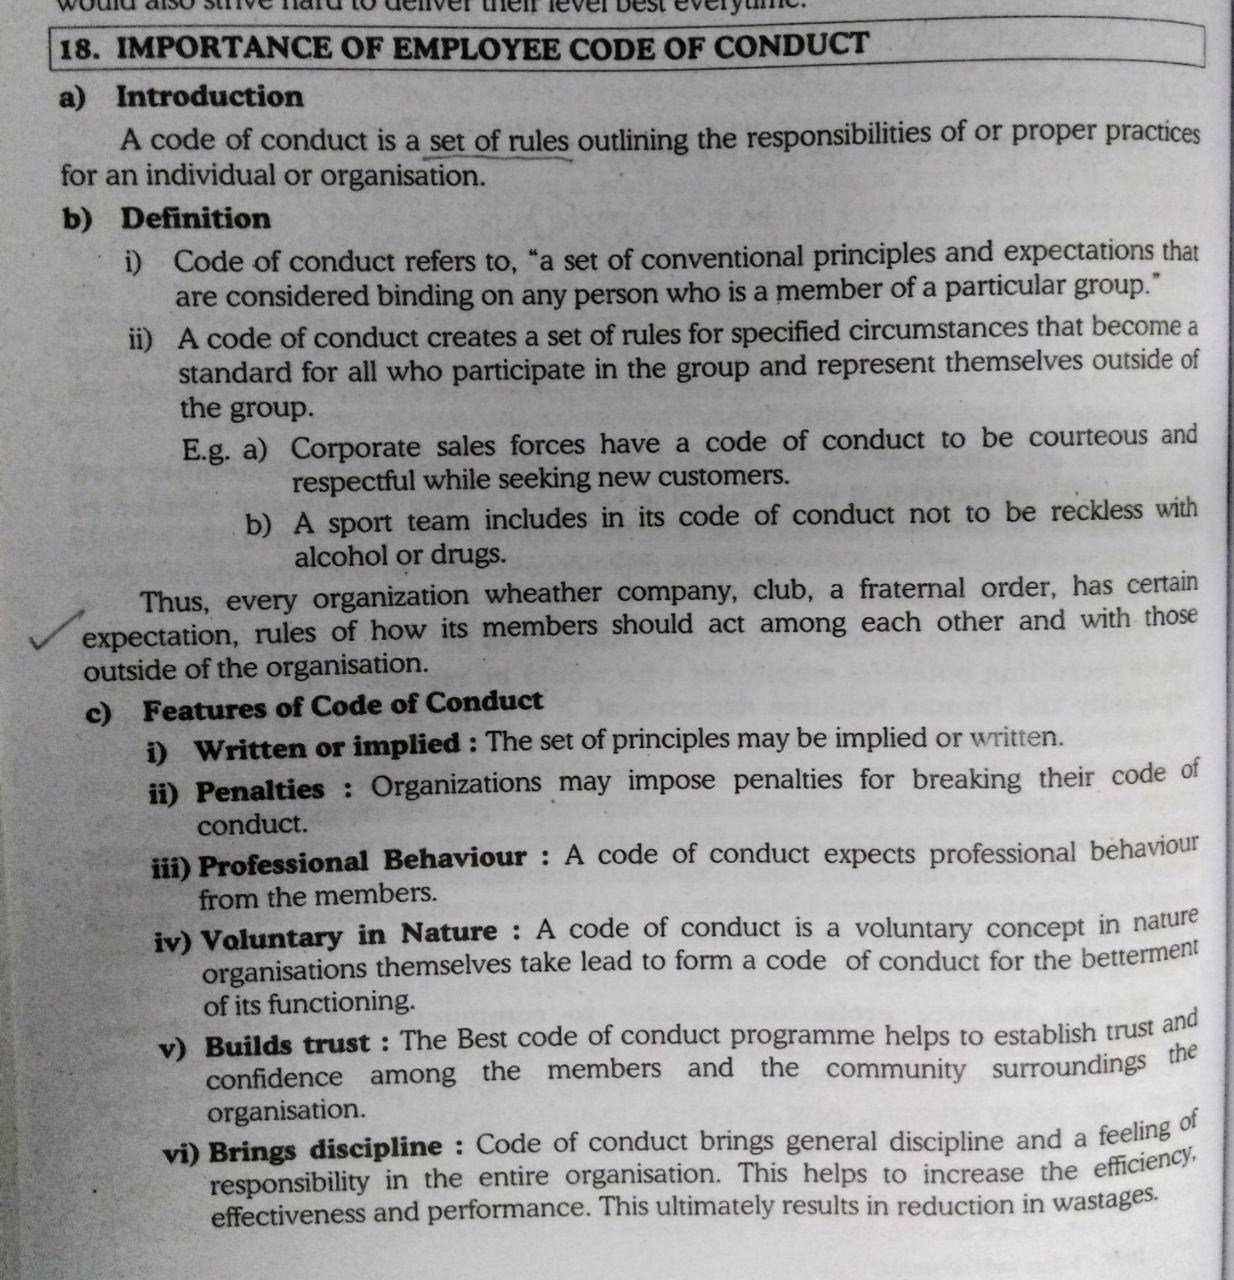 would also strive hard to deliver their level best everytime.
18. IMPORTANCE OF EMPLOYEE CODE OF CONDUCT
a) Introduction
A code of conduct is a set of rules outlining the responsibilities of or proper practices
for an individual or organisation.
b) Definition
i) Code of conduct refers to, “a set of conventional principles and expectations that
are considered binding on any person who is a member of a particular group.”
ii) A code of conduct creates a set of rules for specified circumstances that become a
standard for all who participate in the group and represent themselves outside of
the group.
E.g. a) Corporate sales forces have a code of conduct to be courteous and
respectful while seeking new customers.
b) A sport team includes in its code of conduct not to be reckless with
alcohol or drugs.
Thus, every organization wheather company, club, a fraternal order, has certain
expectation, rules of how its members should act among each other and with those
outside of the organisation.
c) Features of Code of Conduct
i) Written or implied : The set of principles may be implied or written.
ii) Penalties : Organizations may impose penalties for breaking their code of
conduct.
iii) Professional Behaviour : A code of conduct expects professional behaviour
from the members.
iv) Voluntary in Nature : A code of conduct is a voluntary concept in nature
organisations themselves take lead to form a code of conduct for the betterment
of its functioning.
v) Builds trust : The Best code of conduct programme helps to establish trust and
confidence among the members and the community surroundings the
organisation.
vi) Brings discipline : Code of conduct brings general discipline and a feeling of
responsibility in the entire organisation. This helps to increase the efficiency,
effectiveness and performance. This ultimately results in reduction in wastages.